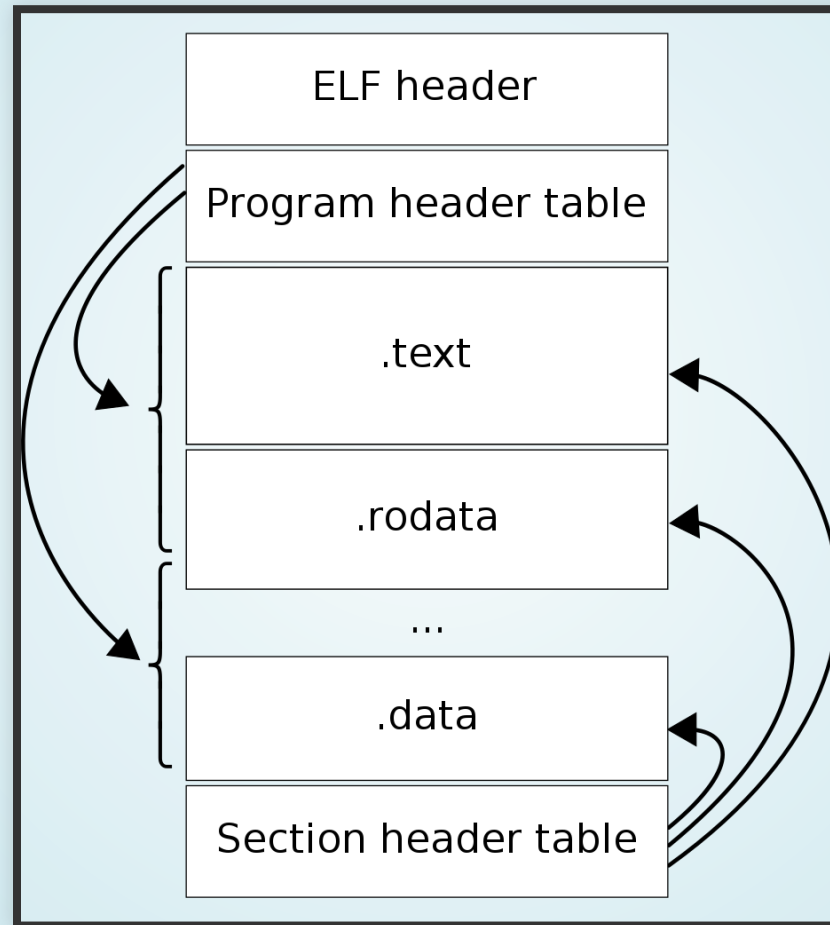 ELF header
Program header table
.text
.rodata
...
.data
Section header table